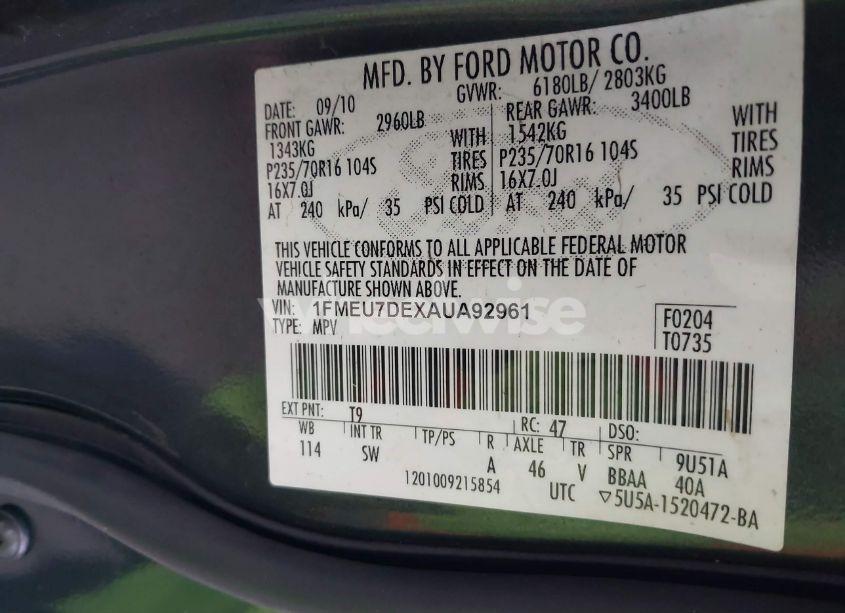 MFD. BY FORD MOTOR CO.
DATE: 09/10 GVWR: 6180LB/ 2803KG
FRONT GAWR: 2960LB REAR GAWR: 3400LB
1343KG WITH 1542KG WITH
P235/70R16 104S TIRES P235/70R16 104S TIRES
16X7.0J RIMS 16X7.0J RIMS
AT 240 kPa/ 35 PSI COLD AT 240 kPa/ 35 PSI COLD
THIS VEHICLE CONFORMS TO ALL APPLICABLE FEDERAL MOTOR
VEHICLE SAFETY STANDARDS IN EFFECT ON THE DATE OF
MANUFACTURE SHOWN ABOVE.
VIN: 1FMEU7DEXAUA92961 F0204
TYPE: MPV T0735
wheelwise
EXT PNT: T9 RC: 47 DSO:
WB INT TR TP/PS R AXLE TR SPR 9U51A
114 SW A 46 V BBAA 40A
1201009215854 UTC ▽5U5A-1520472-BA